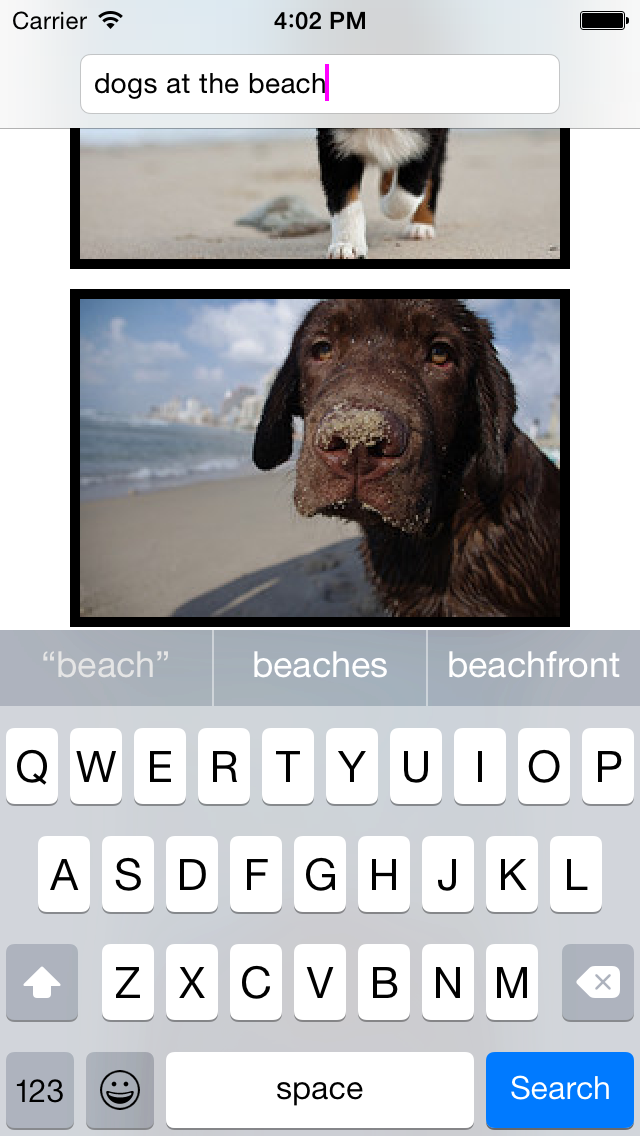 Carrier 4:02 PM
dogs at the beach
“beach” beaches beachfront
Q W E R T Y U I O P
A S D F G H J K L
Z X C V B N M
123 space Search